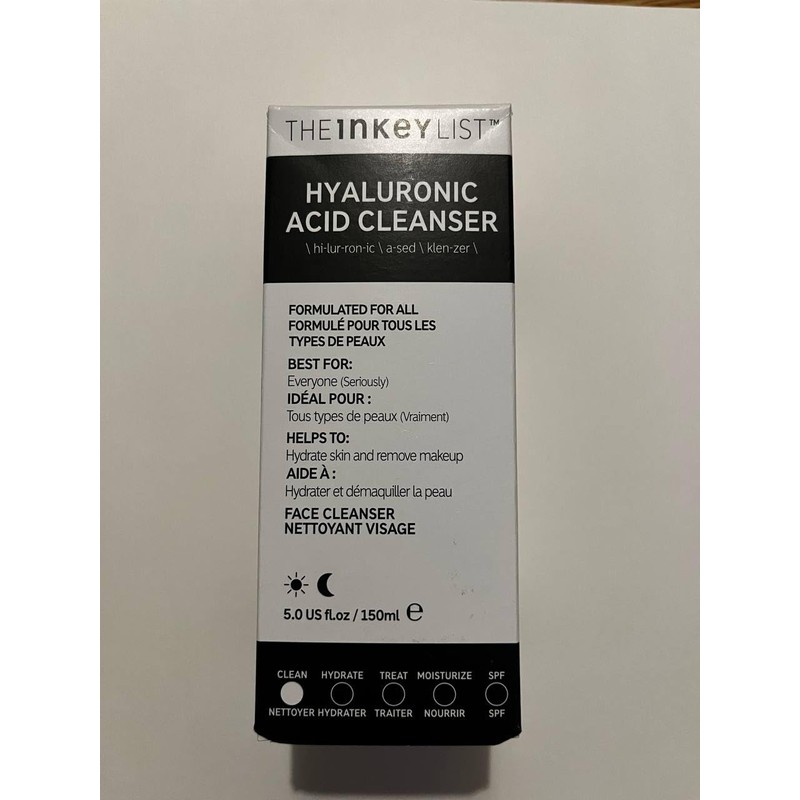 THE INKEY LIST™
HYALURONIC
ACID CLEANSER
\ hi-lur-ron-ic \ a-sed \ klen-zer \
FORMULATED FOR ALL
FORMULÉ POUR TOUS LES
TYPES DE PEAUX
BEST FOR:
Everyone (Seriously)
IDÉAL POUR :
Tous types de peaux (Vraiment)
HELPS TO:
Hydrate skin and remove makeup
AIDE À :
Hydrater et démaquiller la peau
FACE CLEANSER
NETTOYANT VISAGE
5.0 US fl.oz / 150ml ℮
CLEAN HYDRATE TREAT MOISTURIZE SPF
NETTOYER HYDRATER TRAITER NOURRIR SPF